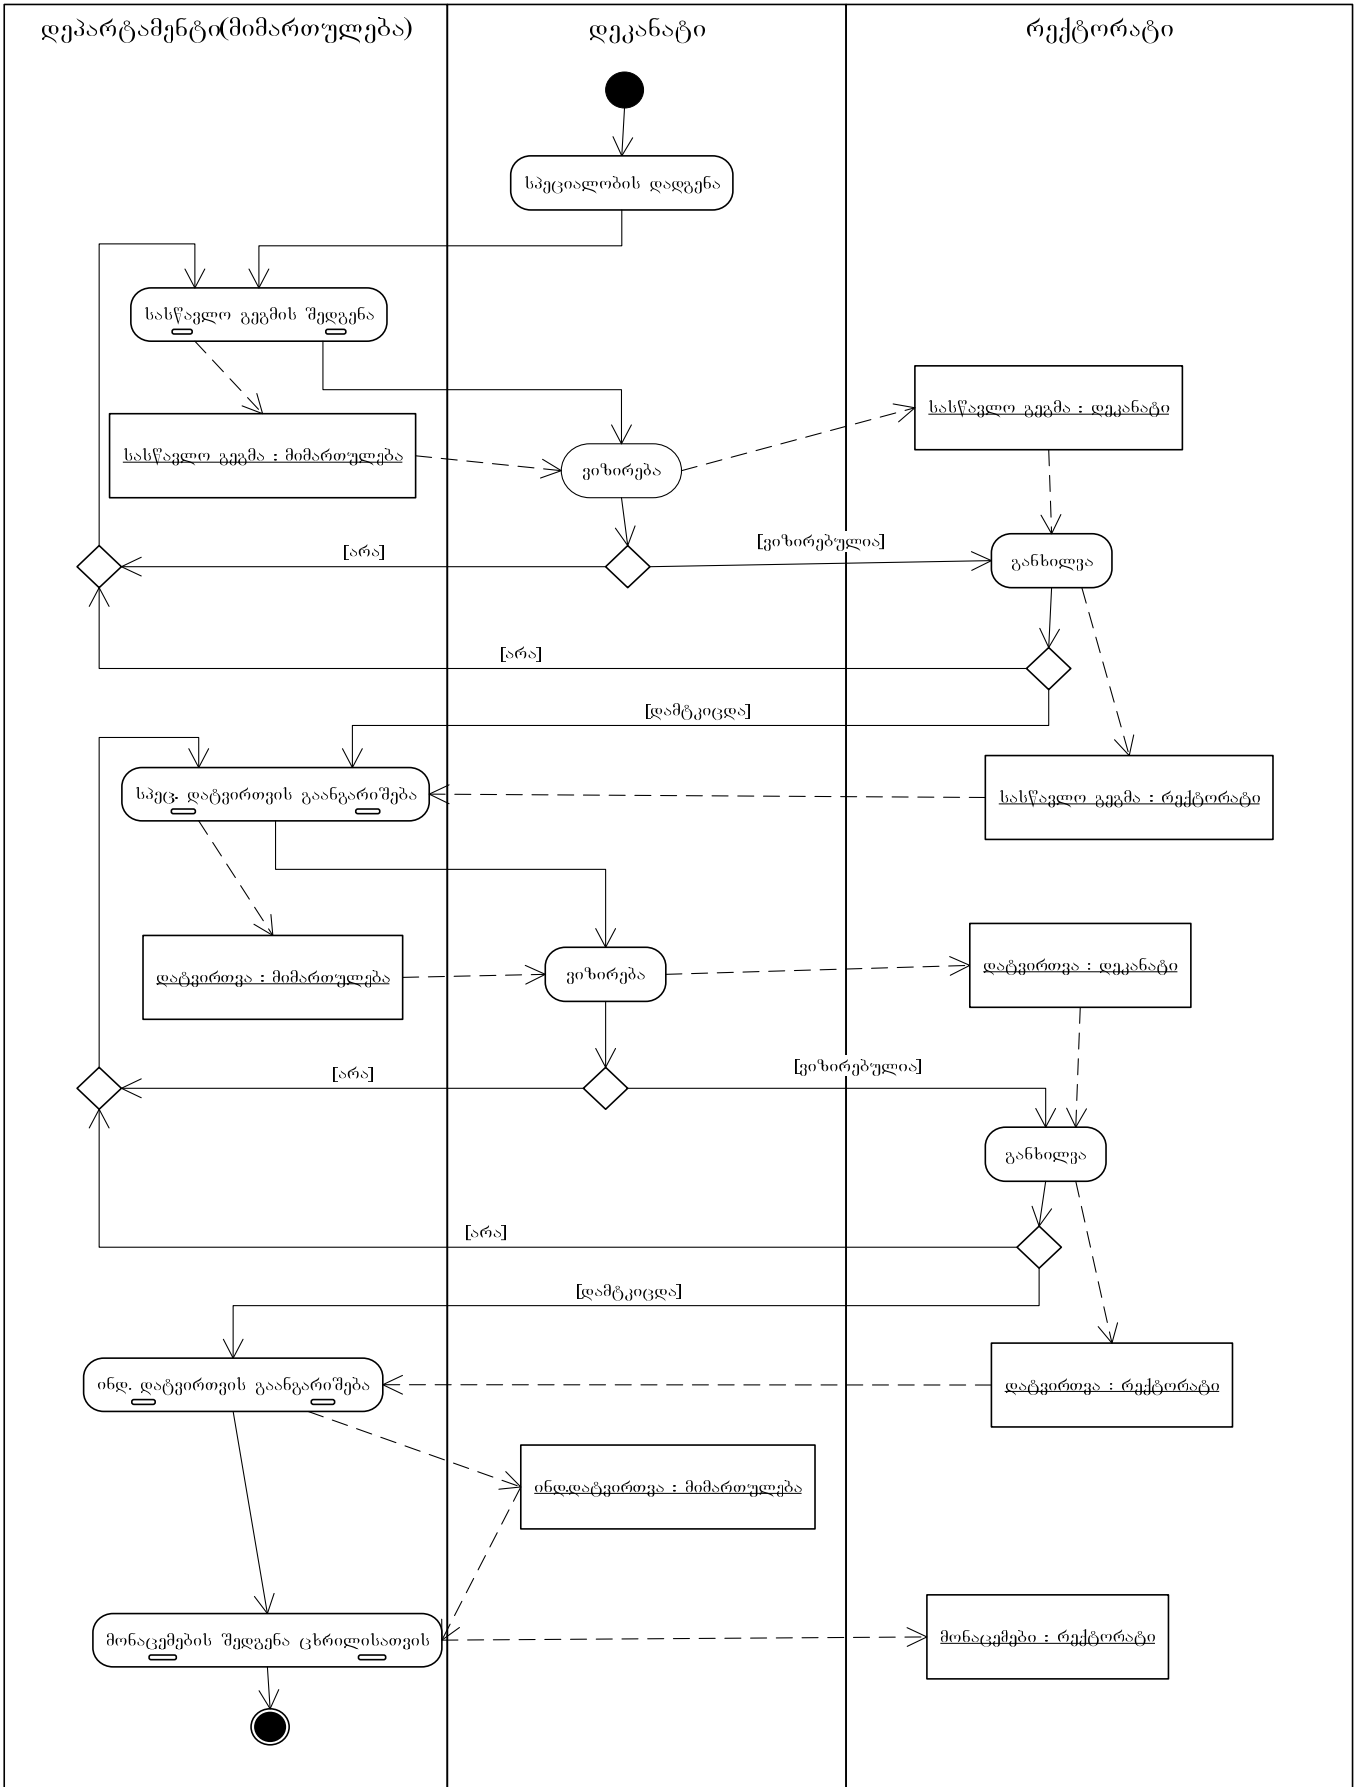 დეპარტამენტი(მიმართულება)
დეკანატი
რექტორატი
სპეციალობის დადგენა
სასწავლო გეგმის შედგენა
სასწავლო გეგმა : დეკანატი
სასწავლო გეგმა : მიმართულება
ვიზირება
[ვიზირებულია]
[არა]
განხილვა
[არა]
[დამტკიცდა]
სპეც. დატვირთვის გაანგარიშება
სასწავლო გეგმა : რექტორატი
დატვირთვა : დეკანატი
დატვირთვა : მიმართულება
ვიზირება
[ვიზირებულია]
[არა]
განხილვა
[არა]
[დამტკიცდა]
ინდ. დატვირთვის გაანგარიშება
დატვირთვა : რექტორატი
ინდ.დატვირთვა : მიმართულება
მონაცემების შედგენა ცხრილისათვის
მონაცემები : რექტორატი